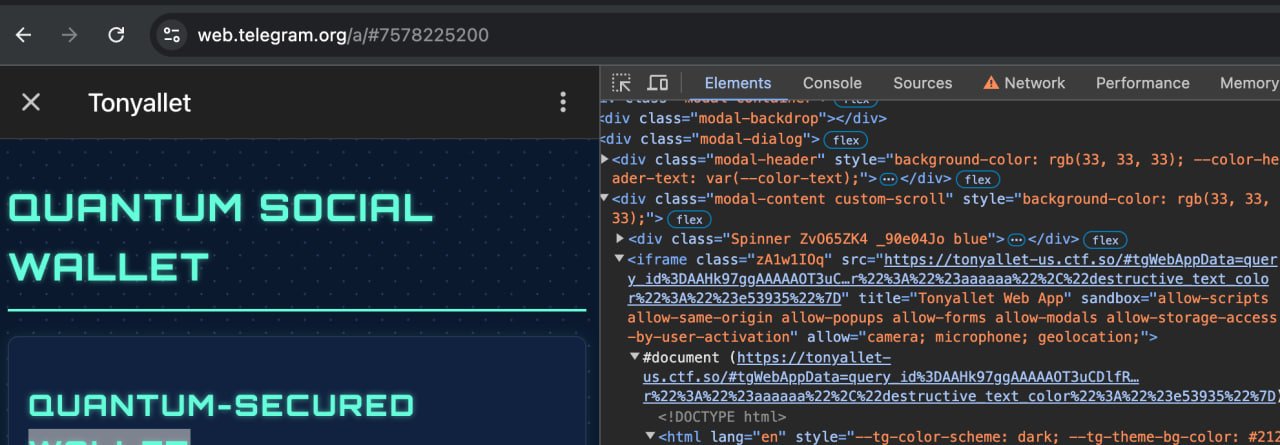 web.telegram.org/a/#7578225200
Tonyallet
QUANTUM SOCIAL
WALLET
QUANTUM-SECURED
WALLET
Elements Console Sources Network Performance Memory
<div class="modal-backdrop"></div>
<div class="modal-dialog"> flex
<div class="modal-header" style="background-color: rgb(33, 33, 33); --color-he
ader-text: var(--color-text);"> ⋯ </div> flex
<div class="modal-content custom-scroll" style="background-color: rgb(33, 33,
33);"> flex
<div class="Spinner ZvO65ZK4 _90e04Jo blue"> ⋯ </div> flex
<iframe class="zA1w1IOq" src="https://tonyallet-us.ctf.so/#tgWebAppData=quer
y_id%3DAAHk97ggAAAAAOT3uC…r%22%3A%22%23aaaaaa%22%2C%22destructive_text_colo
r%22%3A%22%23e53935%22%7D" title="Tonyallet Web App" sandbox="allow-scripts
allow-same-origin allow-popups allow-forms allow-modals allow-storage-access
-by-user-activation" allow="camera; microphone; geolocation;">
#document (https://tonyallet-
us.ctf.so/#tgWebAppData=query_id%3DAAHk97ggAAAAAOT3uCDlfR…
r%22%3A%22%23aaaaaa%22%2C%22destructive_text_color%22%3A%22%23e53935%22%7D)
<!DOCTYPE html>
<html lang="en" style="--tg-color-scheme: dark; --tg-theme-bg-color: #212